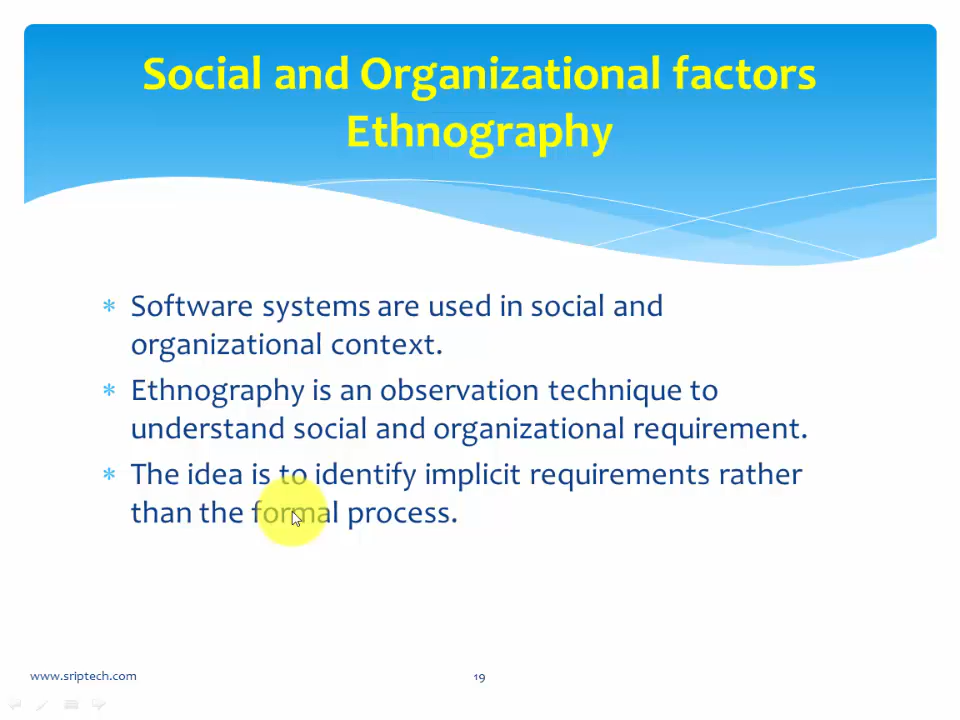 Social and Organizational factors
Ethnography
* Software systems are used in social and
organizational context.
* Ethnography is an observation technique to
understand social and organizational requirement.
* The idea is to identify implicit requirements rather
than the formal process.
www.sriptech.com
19